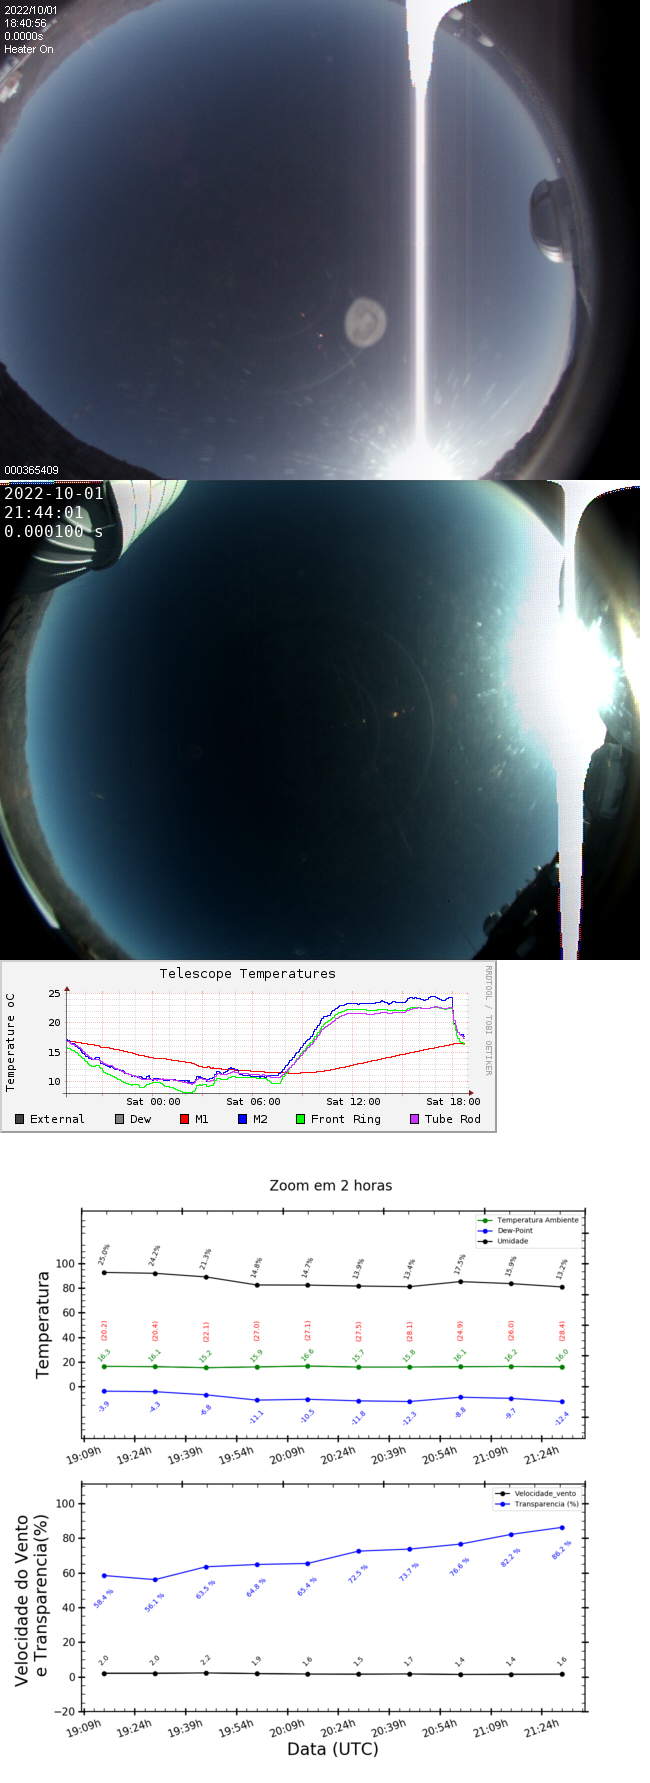 2022/10/01
18:40:56
0.0000s
Heater On
000365409
2022-10-01
21:44:01
0.000100 s
Telescope Temperatures
RRDTOOL / TOBI OETIKER
Temperature oC
25
20
15
10
Sat 00:00 Sat 06:00 Sat 12:00 Sat 18:00
External Dew M1 M2 Front Ring Tube Rod
Zoom em 2 horas
Temperatura Ambiente
Dew-Point
Umidade
Temperatura
100
80
60
40
20
0
25.0% 24.2% 21.3% 14.8% 14.7% 13.9% 13.4% 17.5% 15.9% 13.2%
(20.2) (20.4) (22.1) (27.0) (27.1) (27.5) (28.1) (24.9) (26.0) (28.4)
16.3 16.1 15.2 15.9 16.6 15.7 15.8 16.1 16.2 16.0
-3.9 -4.3 -6.8 -11.1 -10.5 -11.8 -12.3 -8.8 -9.7 -12.4
19:09h 19:24h 19:39h 19:54h 20:09h 20:24h 20:39h 20:54h 21:09h 21:24h
Velocidade_vento
Transparencia (%)
Velocidade do Vento
e Transparencia(%)
100
80
60
40
20
0
−20
58.4 % 56.1 % 63.5 % 64.8 % 65.4 % 72.5 % 73.7 % 76.6 % 82.2 % 86.2 %
2.0 2.0 2.2 1.9 1.6 1.5 1.7 1.4 1.4 1.6
19:09h 19:24h 19:39h 19:54h 20:09h 20:24h 20:39h 20:54h 21:09h 21:24h
Data (UTC)